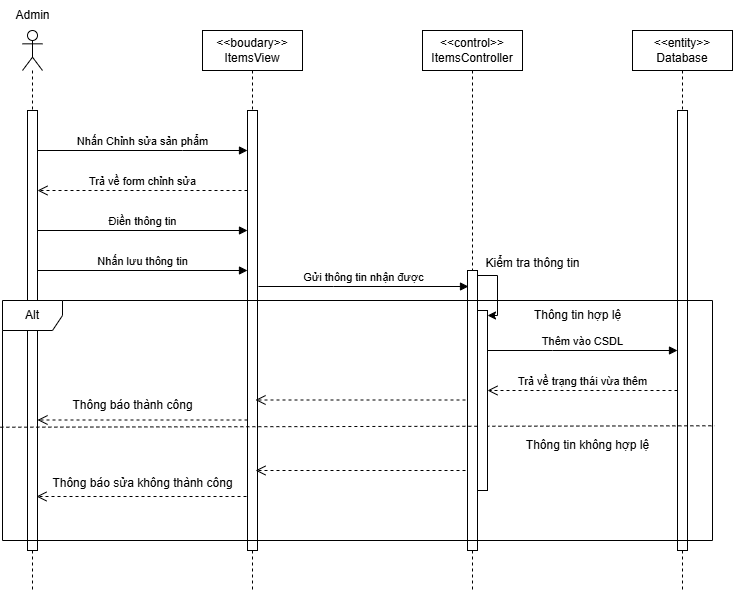 Admin
<<boudary>>
ItemsView
<<control>>
ItemsController
<<entity>>
Database
Nhấn Chỉnh sửa sản phẩm
Trả về form chỉnh sửa
Điền thông tin
Nhấn lưu thông tin
Gửi thông tin nhận được
Kiểm tra thông tin
Alt
Thông tin hợp lệ
Thêm vào CSDL
Trả về trạng thái vừa thêm
Thông báo thành công
Thông tin không hợp lệ
Thông báo sửa không thành công